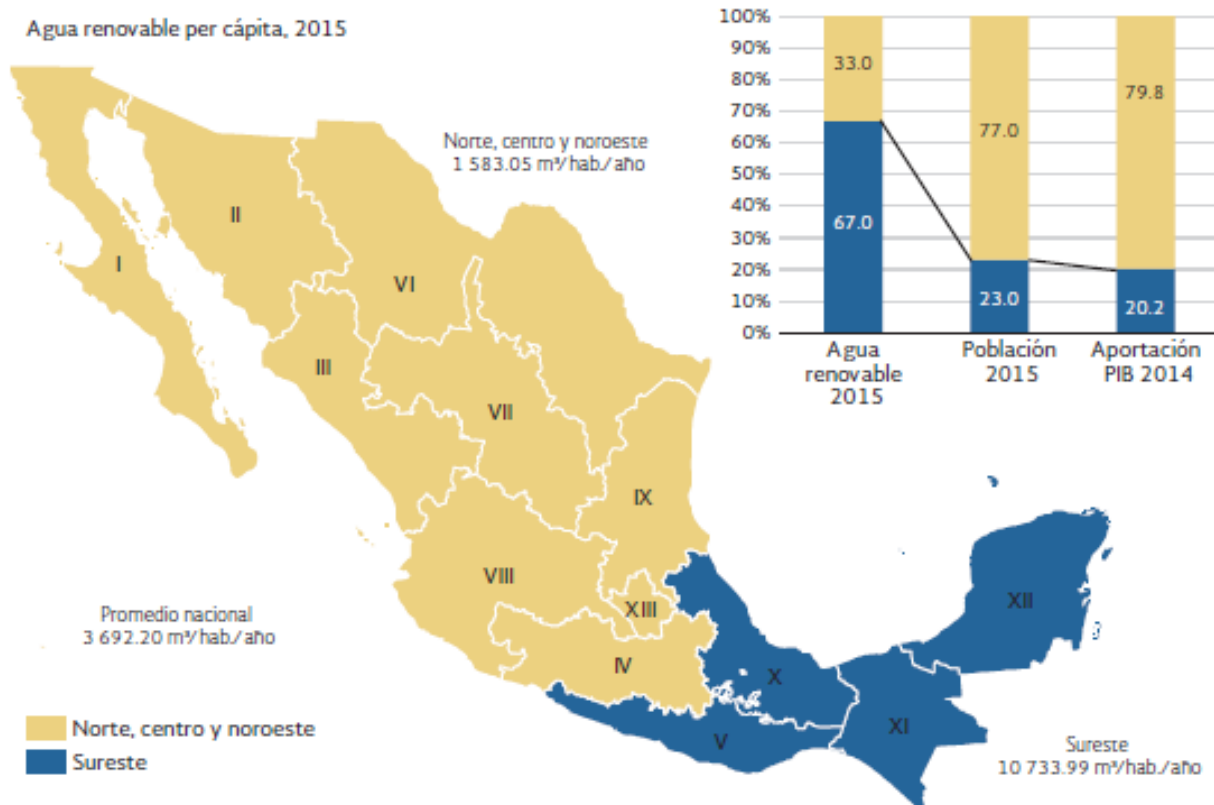 Agua renovable per cápita, 2015
Norte, centro y noroeste
1 583.05 m³/hab./año
I
II
III
VI
VII
VIII
IX
XIII
IV
X
V
XI
XII
Promedio nacional
3 692.20 m³/hab./año
Norte, centro y noroeste
Sureste
Sureste
10 733.99 m³/hab./año
100%
90%
80%
70%
60%
50%
40%
30%
20%
10%
0%
33.0
67.0
77.0
23.0
79.8
20.2
Agua
renovable
2015
Población
2015
Aportación
PIB 2014